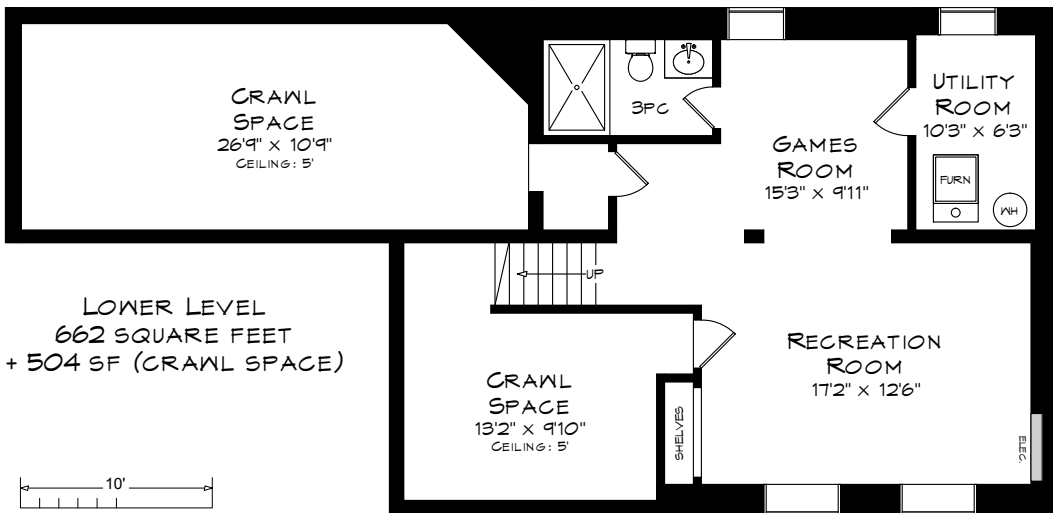 CRAWL
SPACE
26'9" X 10'9"
CEILING: 5'
3PC
UTILITY
ROOM
10'3" X 6'3"
GAMES
ROOM
15'3" X 9'11"
FURN
WH
UP
LOWER LEVEL
662 SQUARE FEET
+ 504 SF (CRAWL SPACE)
RECREATION
ROOM
17'2" X 12'6"
CRAWL
SPACE
13'2" X 9'10"
CEILING: 5'
SHELVES
ELEC.
10'